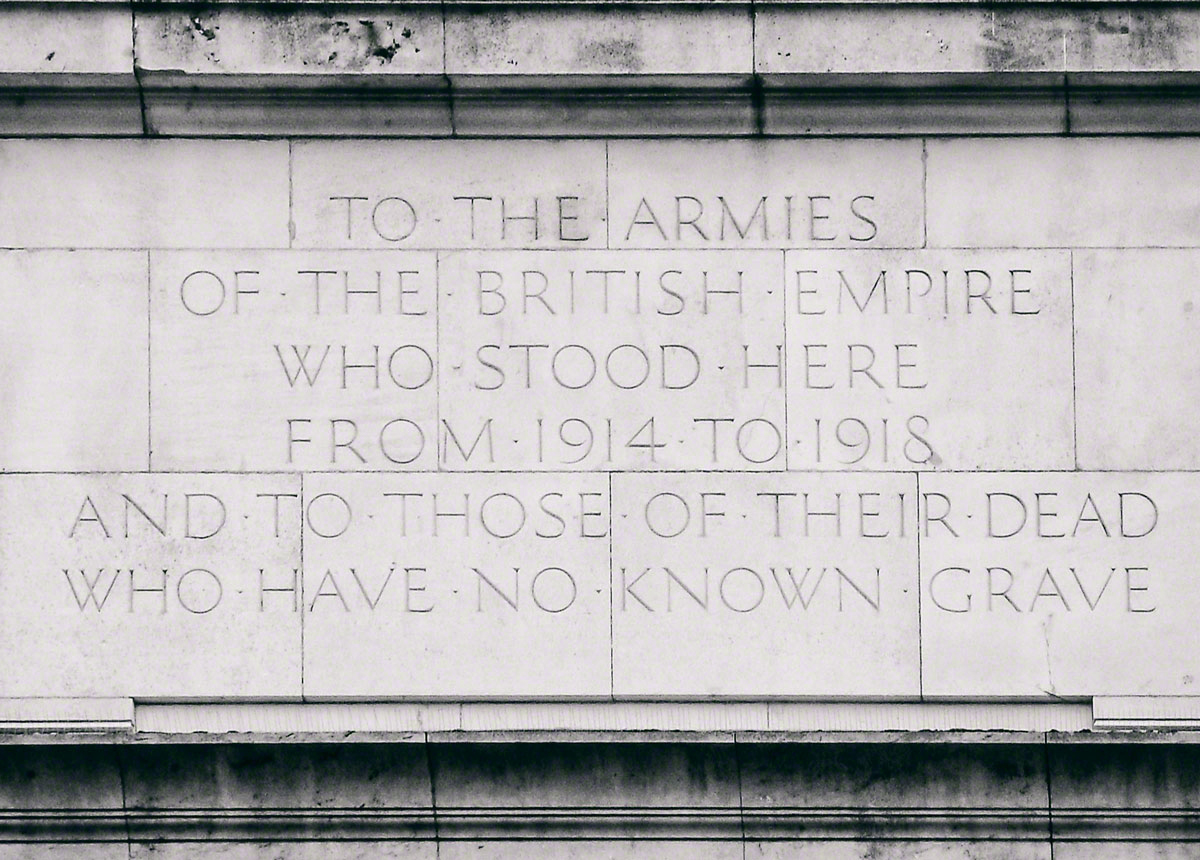 TO·THE·ARMIES
OF·THE·BRITISH·EMPIRE
WHO·STOOD·HERE
FROM·1914·TO·1918
AND·TO·THOSE·OF·THEIR·DEAD
WHO·HAVE·NO·KNOWN·GRAVE